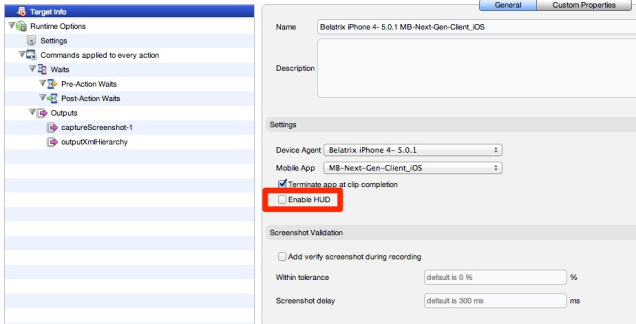 Target Info
Runtime Options
Settings
Commands applied to every action
Waits
Pre-Action Waits
Post-Action Waits
Outputs
captureScreenshot-1
outputXmlHierarchy
General Custom Properties
Name Belatrix iPhone 4- 5.0.1 MB-Next-Gen-Client_iOS
Description
Settings
Device Agent Belatrix iPhone 4- 5.0.1
Mobile App MB-Next-Gen-Client_iOS
Terminate app at clip completion
Enable HUD
Screenshot Validation
Add verify screenshot during recording
Within tolerance default is 0 % %
Screenshot delay default is 300 ms ms